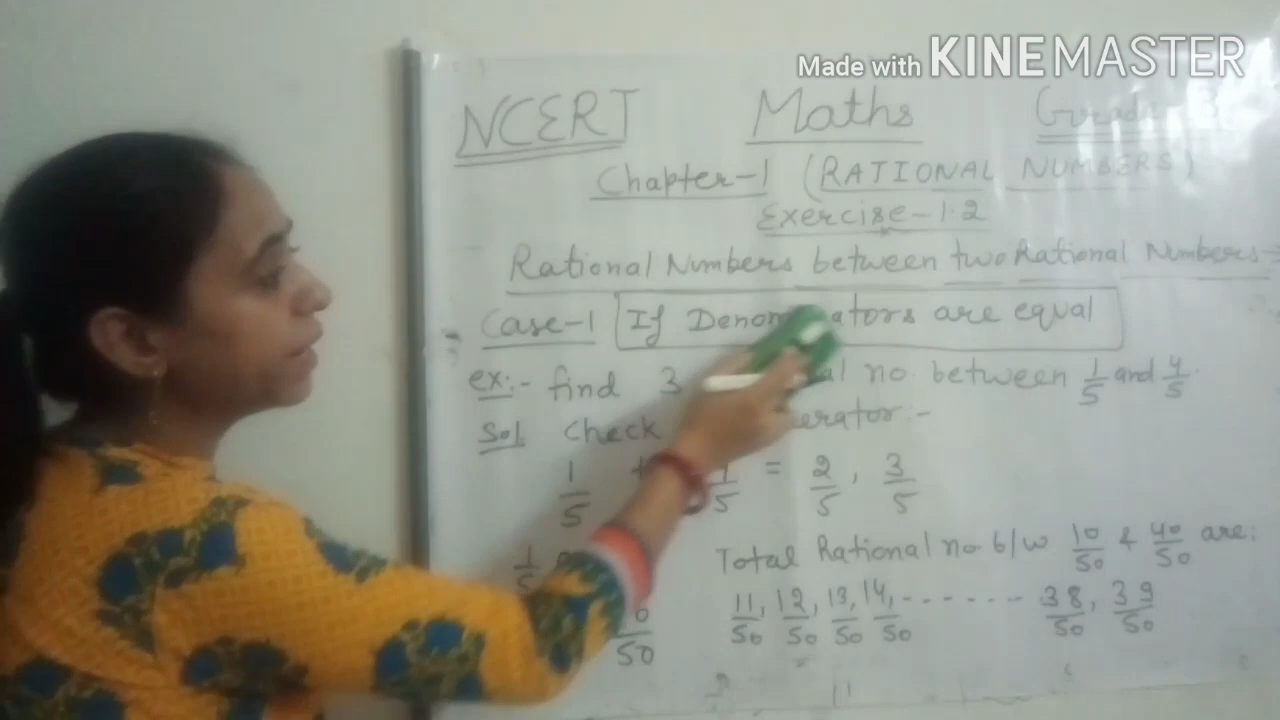 Made with KINEMASTER
NCERT Maths
Chapter-1 (RATIONAL NUMBERS)
Exercise-1.2
Rational Numbers between two Rational Numbers
Case-1 If Denom ators are equal
ex:- find 3 al no. between 1/5 and 4/5.
Sol Check erator:-
1/5 1/5 = 2/5, 3/5
Total Rational no b/w 10/50 & 40/50 are:
11/50, 12/50, 13/50, 14/50, - - - - - - - 38/50, 39/50